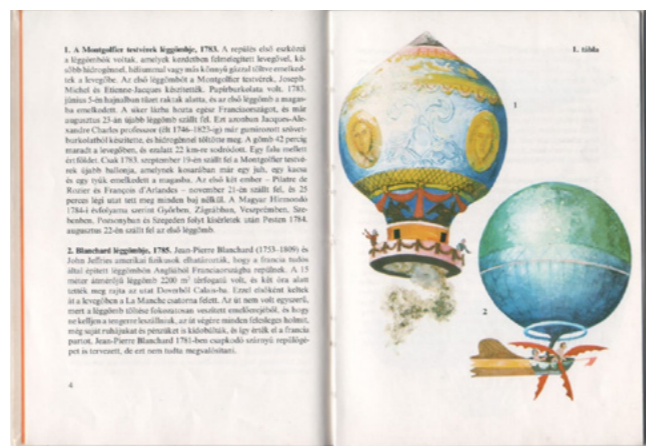 1. A Montgolfier testvérek léggömbje, 1783. A repülés első eszközei
a léggömbök voltak, amelyek kezdetben felmelegített levegővel, ké-
sőbb hidrogénnel, héliummal vagy más könnyű gázzal töltve emelked-
tek a levegőbe. Az első léggömböt a Montgolfier testvérek, Joseph-
Michel és Etienne-Jacques készítették. Papírburkolata volt. 1783.
június 5-én hajnalban tüzet raktak alatta, és az első léggömb a magas-
ba emelkedett. A siker lázba hozta egész Franciaországot, és már
augusztus 23-án újabb léggömb szállt fel. Ezt azonban Jacques-Ale-
xandre Charles professzor (élt 1746–1823-ig) már gumírozott szövet-
burkolatból készítette, és hidrogénnel töltötte meg. A gömb 42 percig
maradt a levegőben, és ezalatt 22 km-re sodródott. Egy falu mellett
ért földet. Csak 1783. szeptember 19-én szállt fel a Montgolfier testvé-
rek újabb ballonja, amelynek kosarában már egy juh, egy kacsa
és egy tyúk emelkedett a magasba. Az első két ember – Pilatre de
Rozier és François d'Arlandes – november 21-én szállt fel, és 25
perces légi utat tett meg minden baj nélkül. A Magyar Hírmondó
1784-i évfolyama szerint Győrben, Zágrábban, Veszprémben, Sze-
benben, Pozsonyban és Szegeden folyt kísérletek után Pesten 1784.
augusztus 22-én szállt fel az első léggömb.
2. Blanchard léggömbje, 1785. Jean-Pierre Blanchard (1753–1809) és
John Jeffries amerikai fizikusok elhatározták, hogy a francia tudós
által épített léggömbön Angliából Franciaországba repülnek. A 15
méter átmérőjű léggömb 2200 m³ térfogatú volt, és két óra alatt
tették meg rajta az utat Doverből Calais-ba. Ezzel elsőként keltek
át a levegőben a La Manche csatorna felett. Az út nem volt egyszerű,
mert a léggömb töltése fokozatosan veszített emelőerejéből, és hogy
ne kelljen a tengerre leszállniuk, az út végére minden felesleges holmit,
még saját ruhájukat és pénzüket is kidobálták, és így érték el a francia
partot. Jean-Pierre Blanchard 1781-ben csapkodó szárnyú repülőgé-
pet is tervezett, de ezt nem tudta megvalósítani.
4
1. tábla
1
2